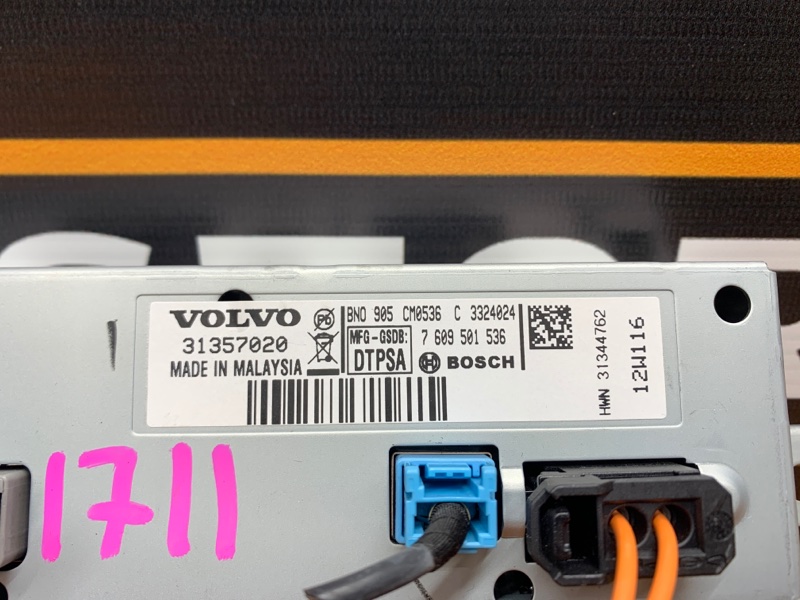 VOLVO
31357020
MADE IN MALAYSIA
Pb
BNO 905 CM0536 C 3324024
MFG-GSDB: 7 609 501 536
DTPSA BOSCH
HWN 31344762
12W116
1711